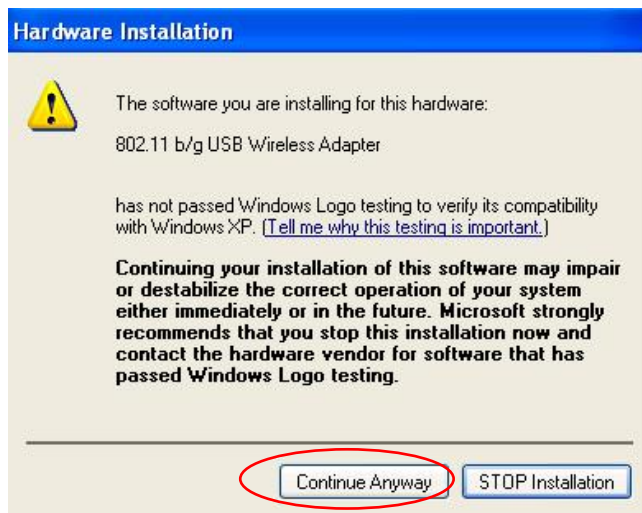 Hardware Installation
The software you are installing for this hardware:
802.11 b/g USB Wireless Adapter
has not passed Windows Logo testing to verify its compatibility
with Windows XP. (Tell me why this testing is important.)
Continuing your installation of this software may impair
or destabilize the correct operation of your system
either immediately or in the future. Microsoft strongly
recommends that you stop this installation now and
contact the hardware vendor for software that has
passed Windows Logo testing.
Continue Anyway
STOP Installation